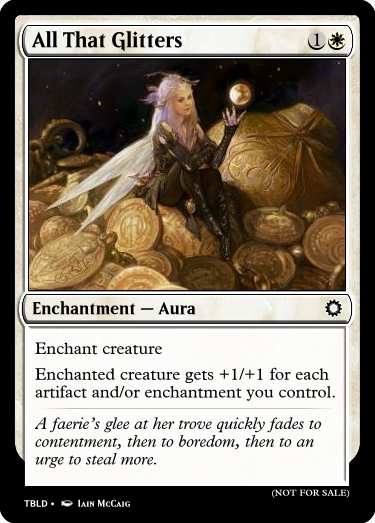 All That Glitters 1
Enchantment — Aura
Enchant creature
Enchanted creature gets +1/+1 for each
artifact and/or enchantment you control.
A faerie's glee at her trove quickly fades to
contentment, then to boredom, then to an
urge to steal more.
(NOT FOR SALE)
TBLD • Iain McCaig